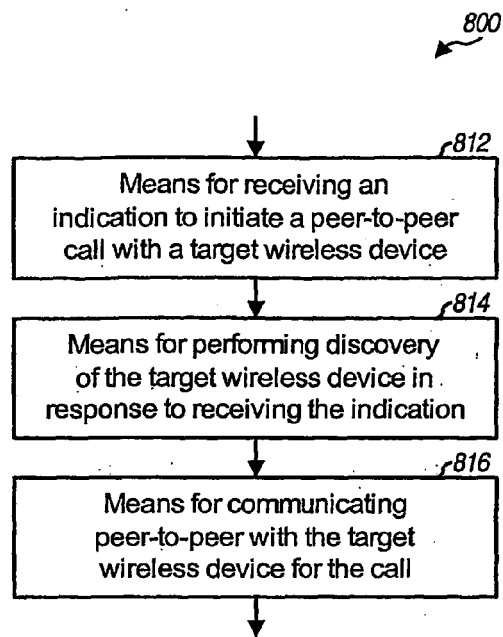 800
812
Means for receiving an
indication to initiate a peer-to-peer
call with a target wireless device
814
Means for performing discovery
of the target wireless device in
response to receiving the indication
816
Means for communicating
peer-to-peer with the target
wireless device for the call